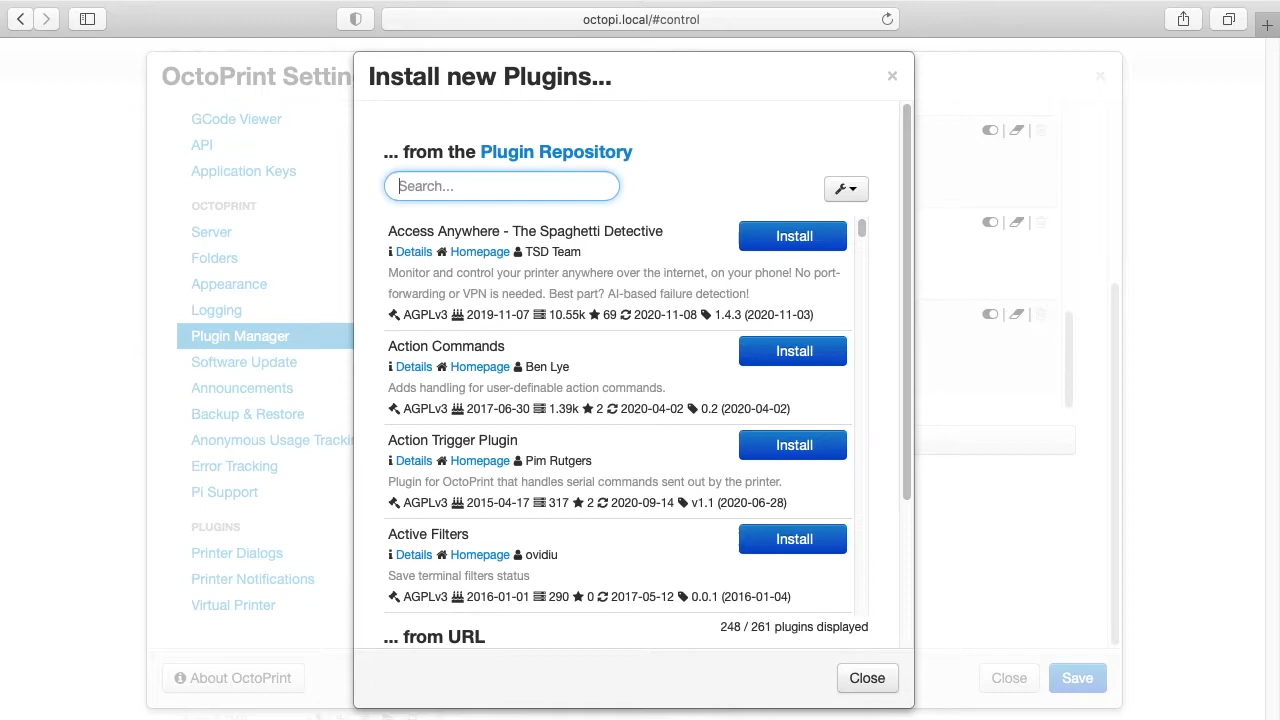 octopi.local/#control
OctoPrint Settin
GCode Viewer
API
Application Keys
OCTOPRINT
Server
Folders
Appearance
Logging
Plugin Manager
Software Update
Announcements
Backup & Restore
Anonymous Usage Trackin
Error Tracking
Pi Support
PLUGINS
Printer Dialogs
Printer Notifications
Virtual Printer
About OctoPrint
Install new Plugins...
... from the Plugin Repository
Search...
Access Anywhere - The Spaghetti Detective
Install
Details Homepage TSD Team
Monitor and control your printer anywhere over the internet, on your phone! No port-
forwarding or VPN is needed. Best part? AI-based failure detection!
AGPLv3 2019-11-07 10.55k 69 2020-11-08 1.4.3 (2020-11-03)
Action Commands
Install
Details Homepage Ben Lye
Adds handling for user-definable action commands.
AGPLv3 2017-06-30 1.39k 2 2020-04-02 0.2 (2020-04-02)
Action Trigger Plugin
Install
Details Homepage Pim Rutgers
Plugin for OctoPrint that handles serial commands sent out by the printer.
AGPLv3 2015-04-17 317 2 2020-09-14 v1.1 (2020-06-28)
Active Filters
Install
Details Homepage ovidiu
Save terminal filters status
AGPLv3 2016-01-01 290 0 2017-05-12 0.0.1 (2016-01-04)
248 / 261 plugins displayed
... from URL
Close
Close
Save